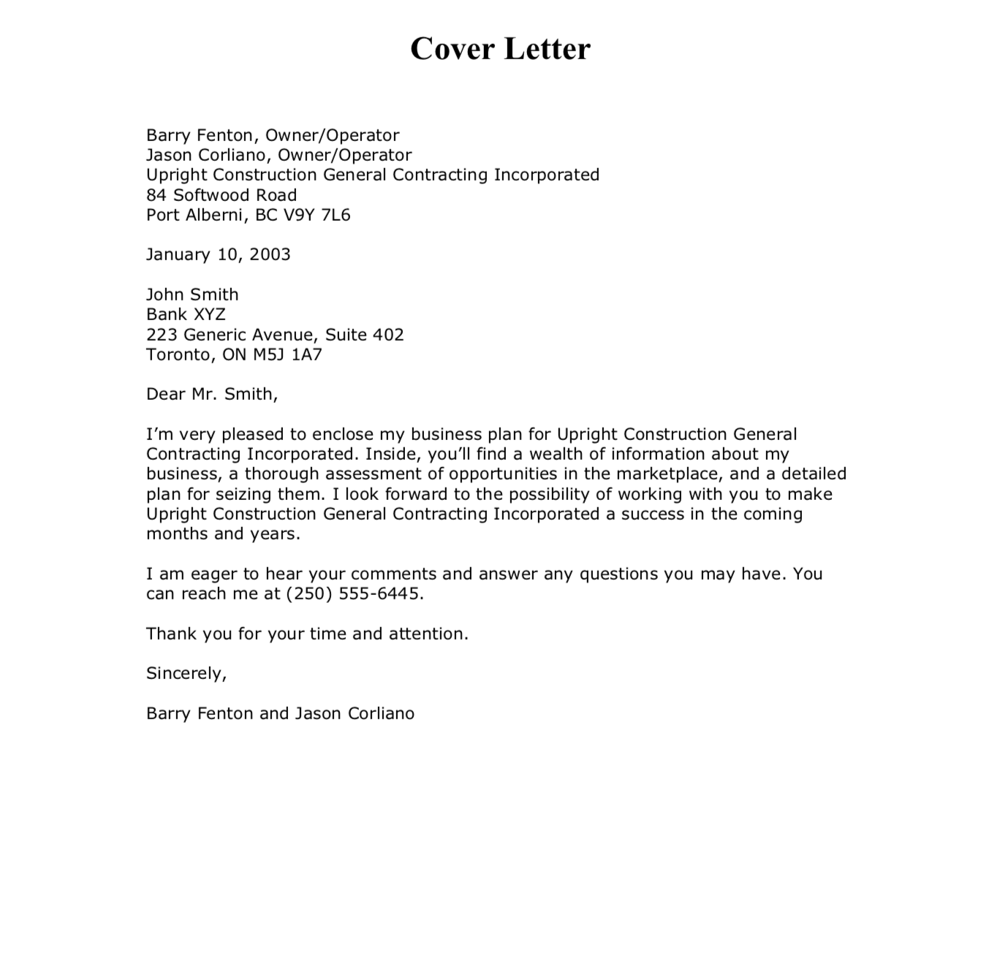 Cover Letter
Barry Fenton, Owner/Operator
Jason Corliano, Owner/Operator
Upright Construction General Contracting Incorporated
84 Softwood Road
Port Alberni, BC V9Y 7L6
January 10, 2003
John Smith
Bank XYZ
223 Generic Avenue, Suite 402
Toronto, ON M5J 1A7
Dear Mr. Smith,
I’m very pleased to enclose my business plan for Upright Construction General
Contracting Incorporated. Inside, you’ll find a wealth of information about my
business, a thorough assessment of opportunities in the marketplace, and a detailed
plan for seizing them. I look forward to the possibility of working with you to make
Upright Construction General Contracting Incorporated a success in the coming
months and years.
I am eager to hear your comments and answer any questions you may have. You
can reach me at (250) 555-6445.
Thank you for your time and attention.
Sincerely,
Barry Fenton and Jason Corliano